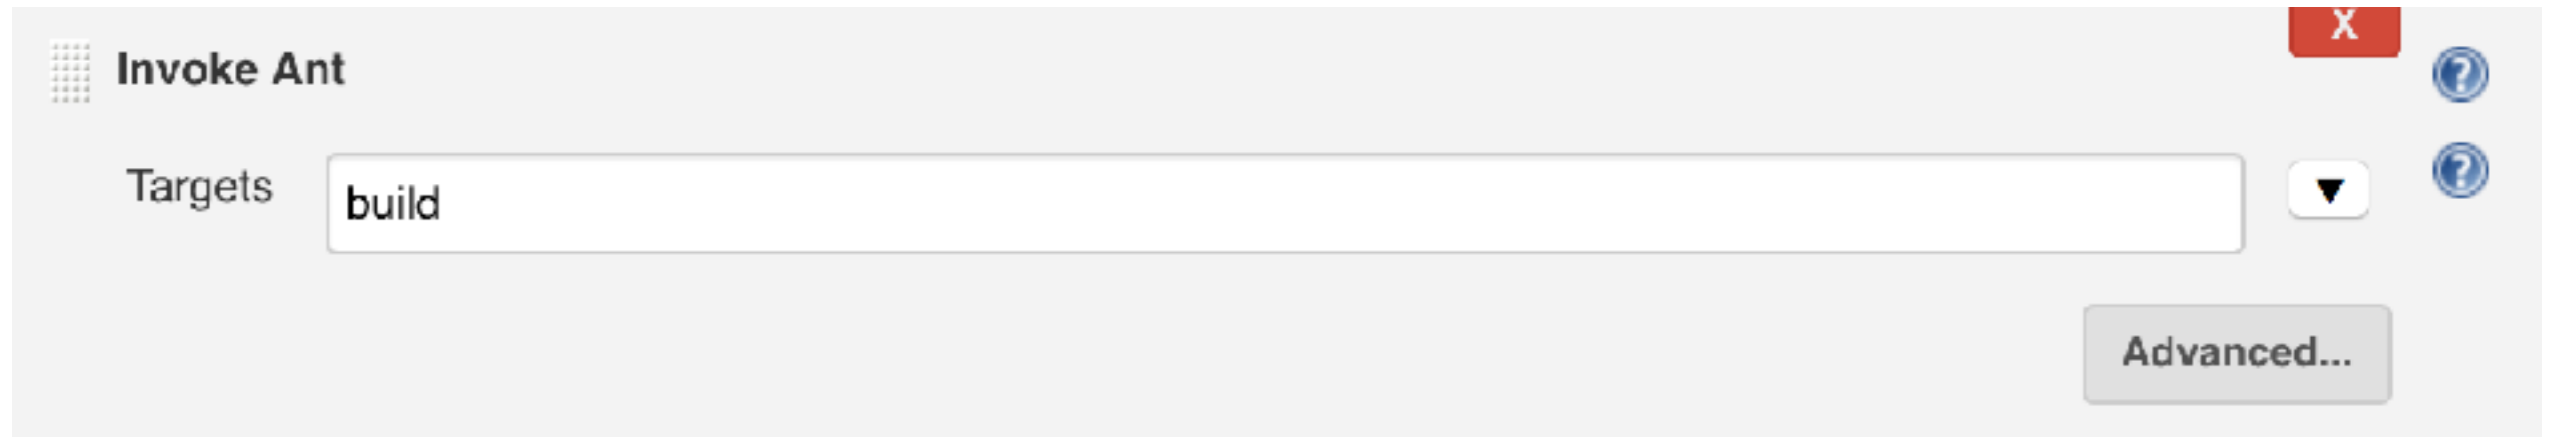 X
Invoke Ant
?
Targets
build
?
Advanced...